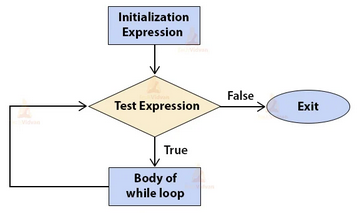 Initialization
Expression
Test Expression
False
Exit
True
Body of
while loop